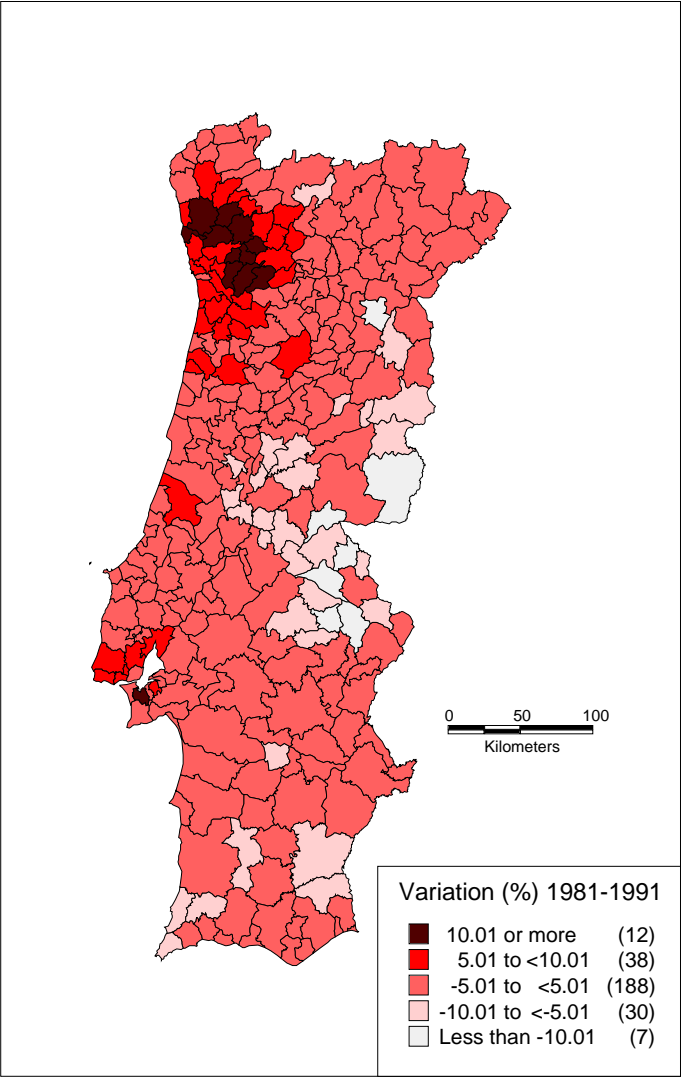 0 50 100
Kilometers
Variation (%) 1981-1991
10.01 or more (12)
5.01 to <10.01 (38)
-5.01 to <5.01 (188)
-10.01 to <-5.01 (30)
Less than -10.01 (7)